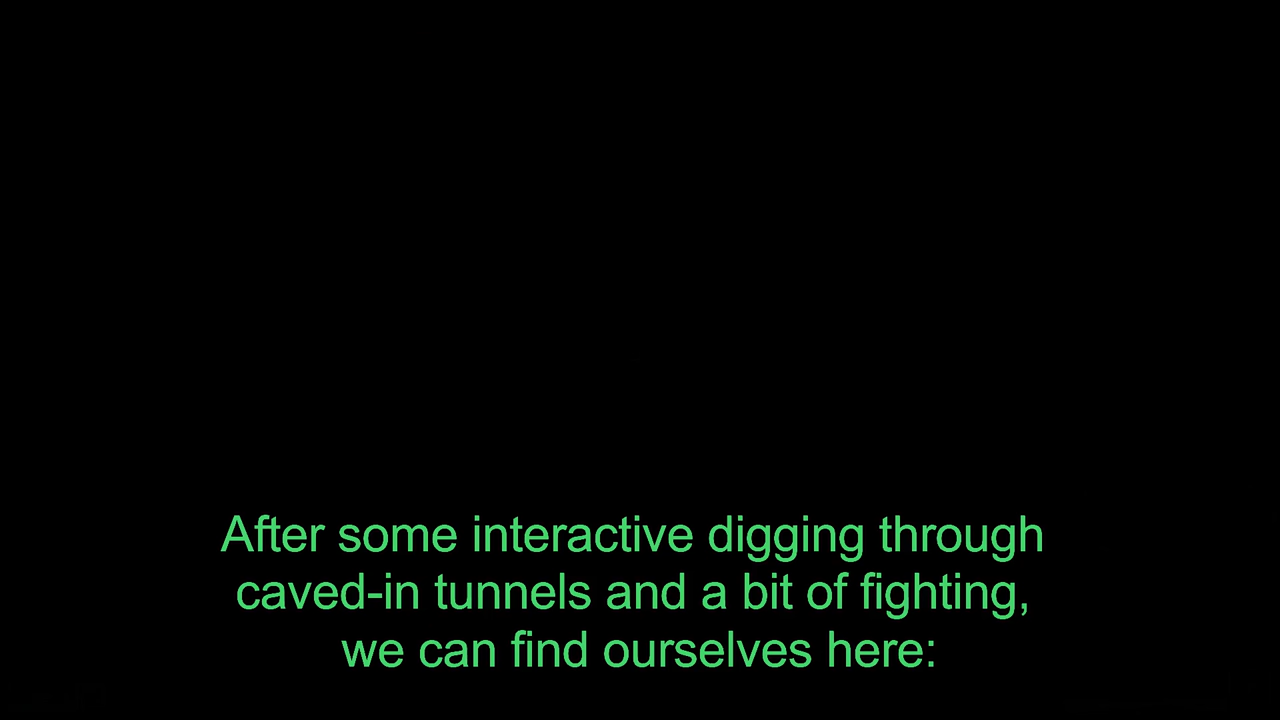 After some interactive digging through
caved-in tunnels and a bit of fighting,
we can find ourselves here: